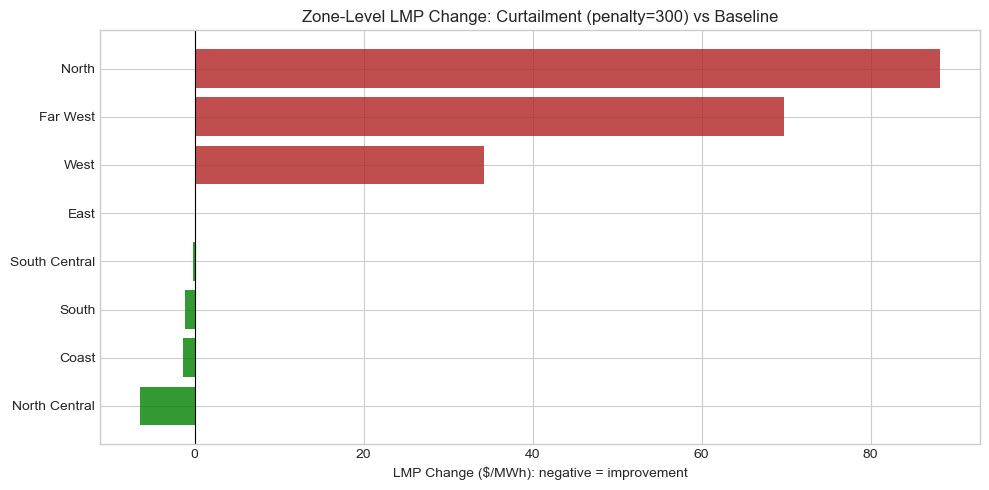 Zone-Level LMP Change: Curtailment (penalty=300) vs Baseline
North
Far West
West
East
South Central
South
Coast
North Central
0 20 40 60 80
LMP Change ($/MWh): negative = improvement